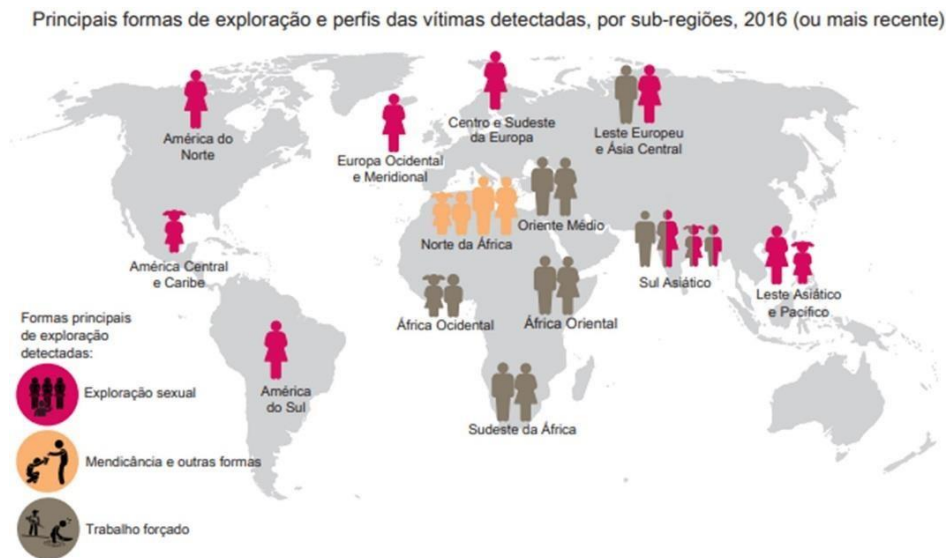 Principais formas de exploração e perfis das vítimas detectadas, por sub-regiões, 2016 (ou mais recente)
América do
Norte
Europa Ocidental
e Meridional
Centro e Sudeste
da Europa
Leste Europeu
e Ásia Central
América Central
e Caribe
Norte da África
Oriente Médio
Sul Asiático
Leste Asiático
e Pacifico
África Ocidental
África Oriental
América
do Sul
Sudeste da África
Formas principais
de exploração
detectadas:
Exploração sexual
Mendicância e outras formas
Trabalho forçado